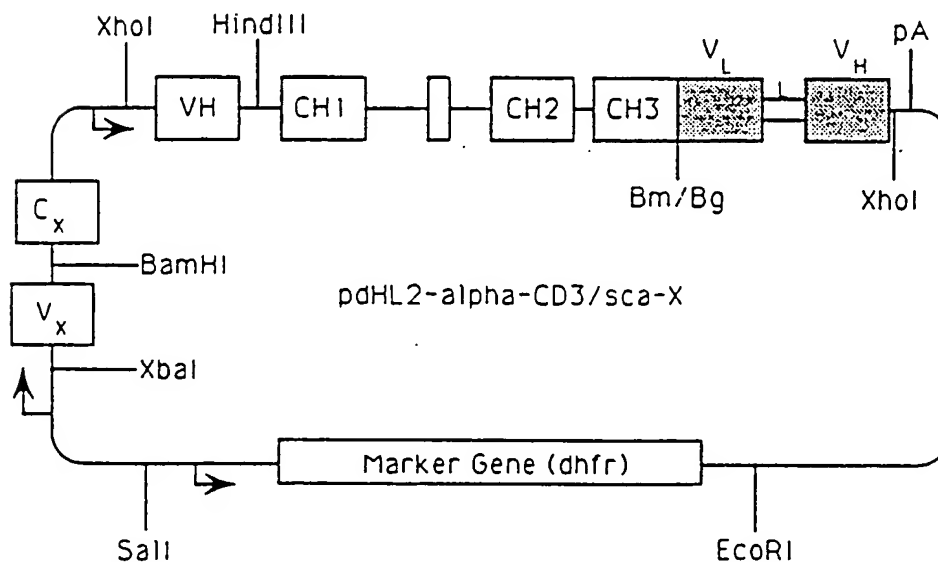 XhoI HindIII pA
V L V H
VH CH1 CH2 CH3 L
Bm/Bg XhoI
C x
BamHI
pdHL2-alpha-CD3/sca-X
V x
XbaI
Marker Gene (dhfr)
SalI EcoRI